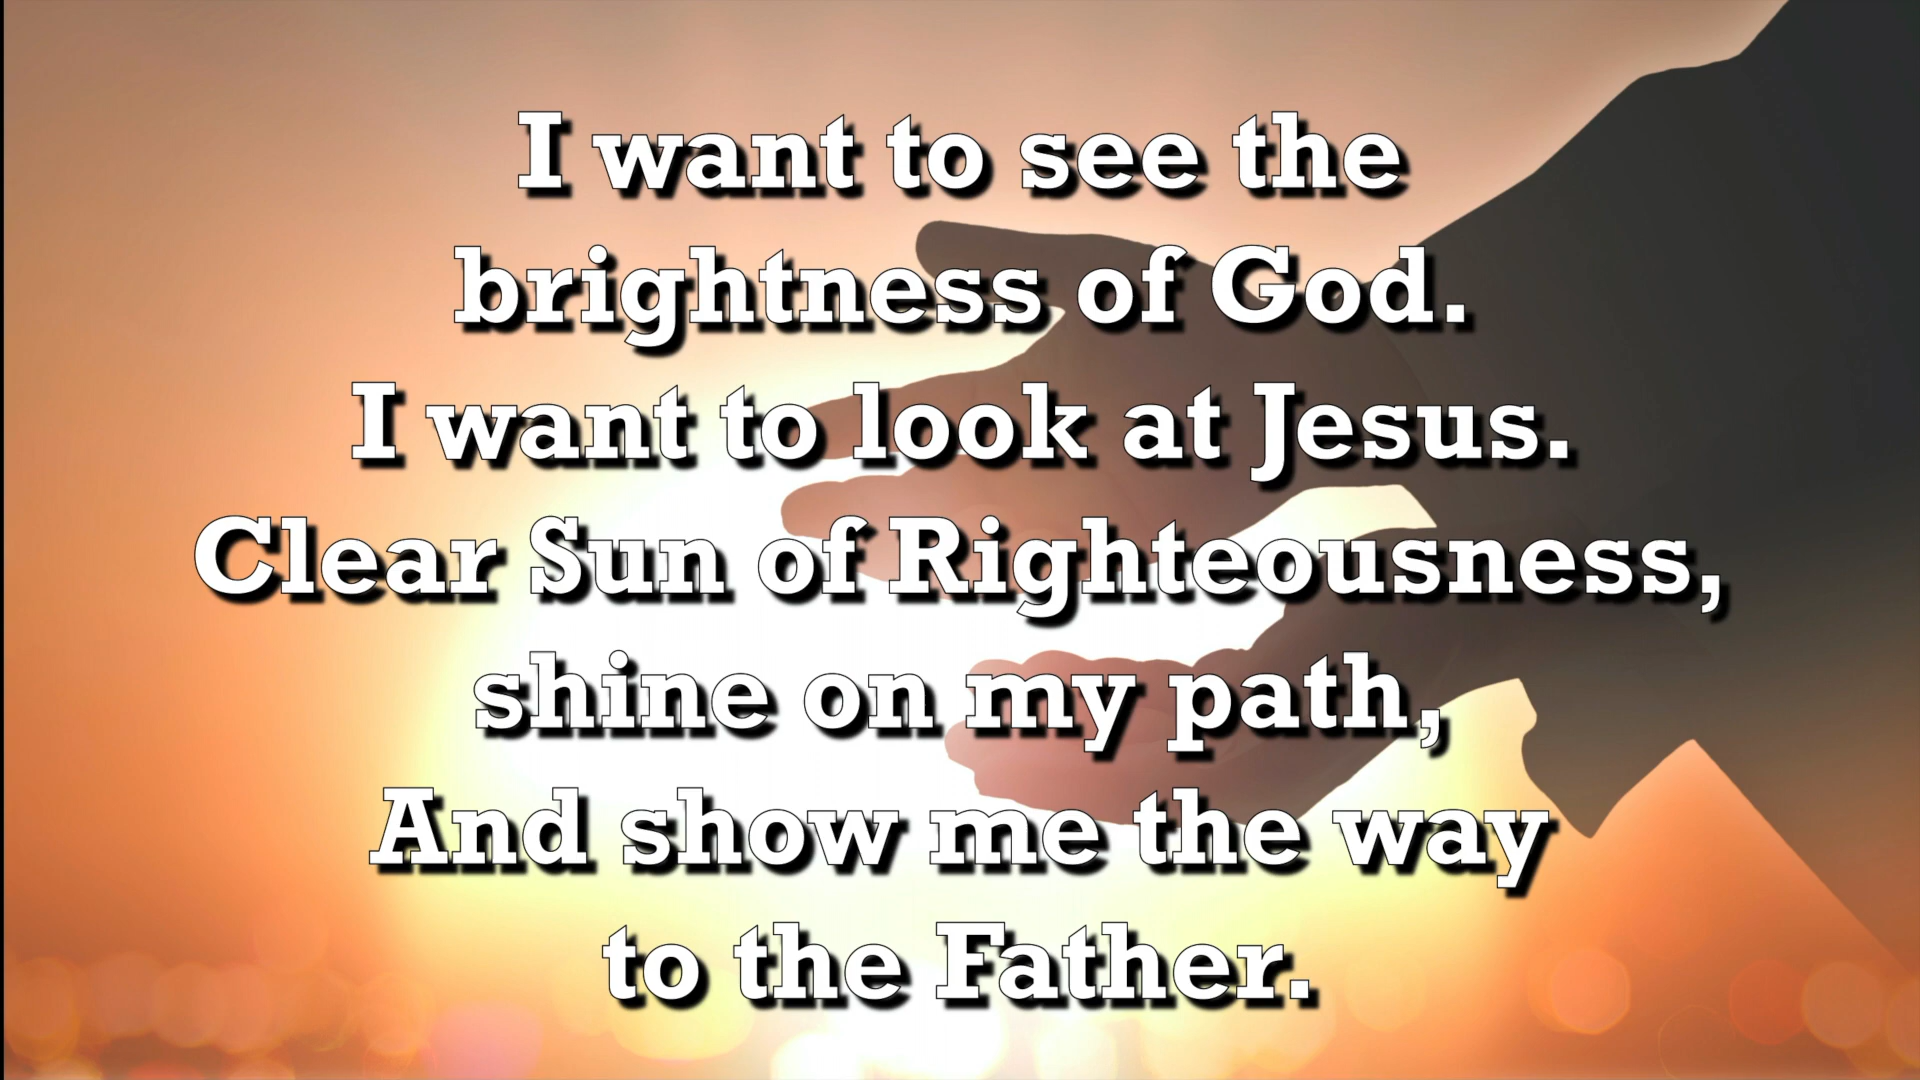 I want to see the
brightness of God.
I want to look at Jesus.
Clear Sun of Righteousness,
shine on my path,
And show me the way
to the Father.